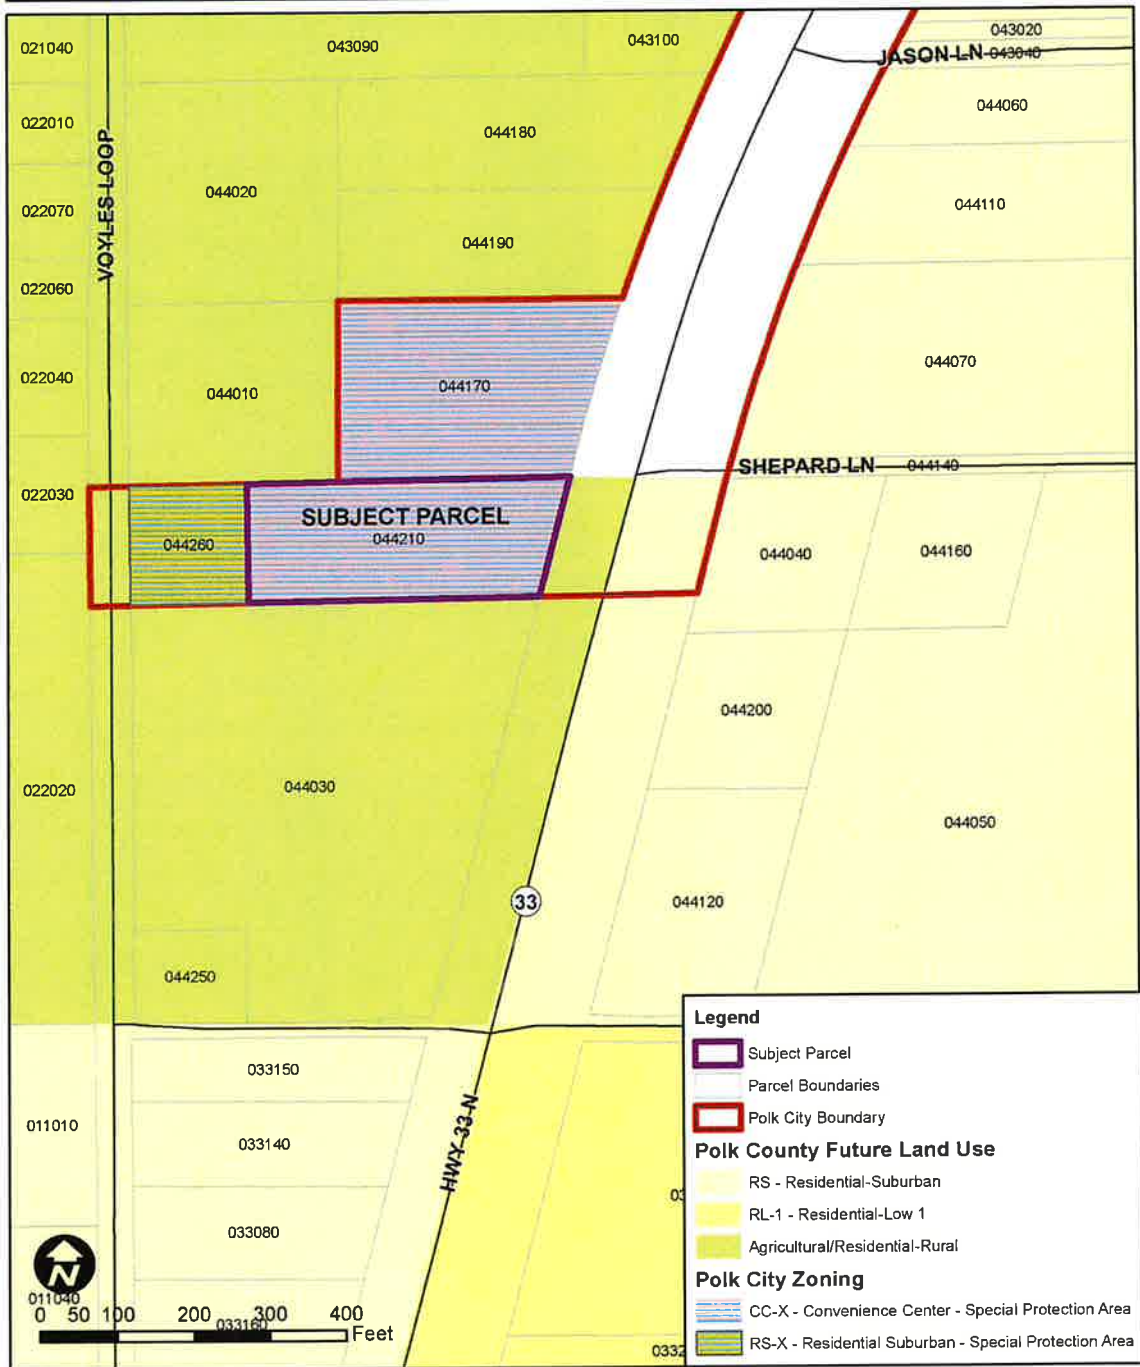 021040
043090
043100
043020
JASON LN
043040
022010
044180
044060
VOYLES LOOP
044020
022070
044110
044190
022060
022040
044010
044170
044070
SHEPARD LN
044140
022030
SUBJECT PARCEL
044210
044260
044040
044160
044200
022020
044030
044050
33
044120
044250
033150
011010
033140
HWY 33 N
033080
N
011040
033160
0 50 100 200 300 400
Feet
Legend
Subject Parcel
Parcel Boundaries
Polk City Boundary
Polk County Future Land Use
RS - Residential-Suburban
RL-1 - Residential-Low 1
Agricultural/Residential-Rural
Polk City Zoning
CC-X - Convenience Center - Special Protection Area
RS-X - Residential Suburban - Special Protection Area